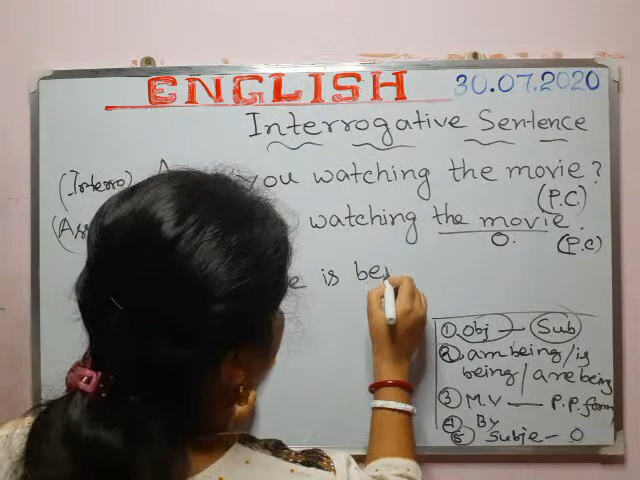 ENGLISH 30.07.2020
Interrogative Sentence
(Interro) you watching the movie?
(P.C.)
watching the movie.
O. (P.C)
is be
① Obj — Sub
② am being/is
being/are being
③ M.V — P.P. form
④ By
⑤ Subje — O